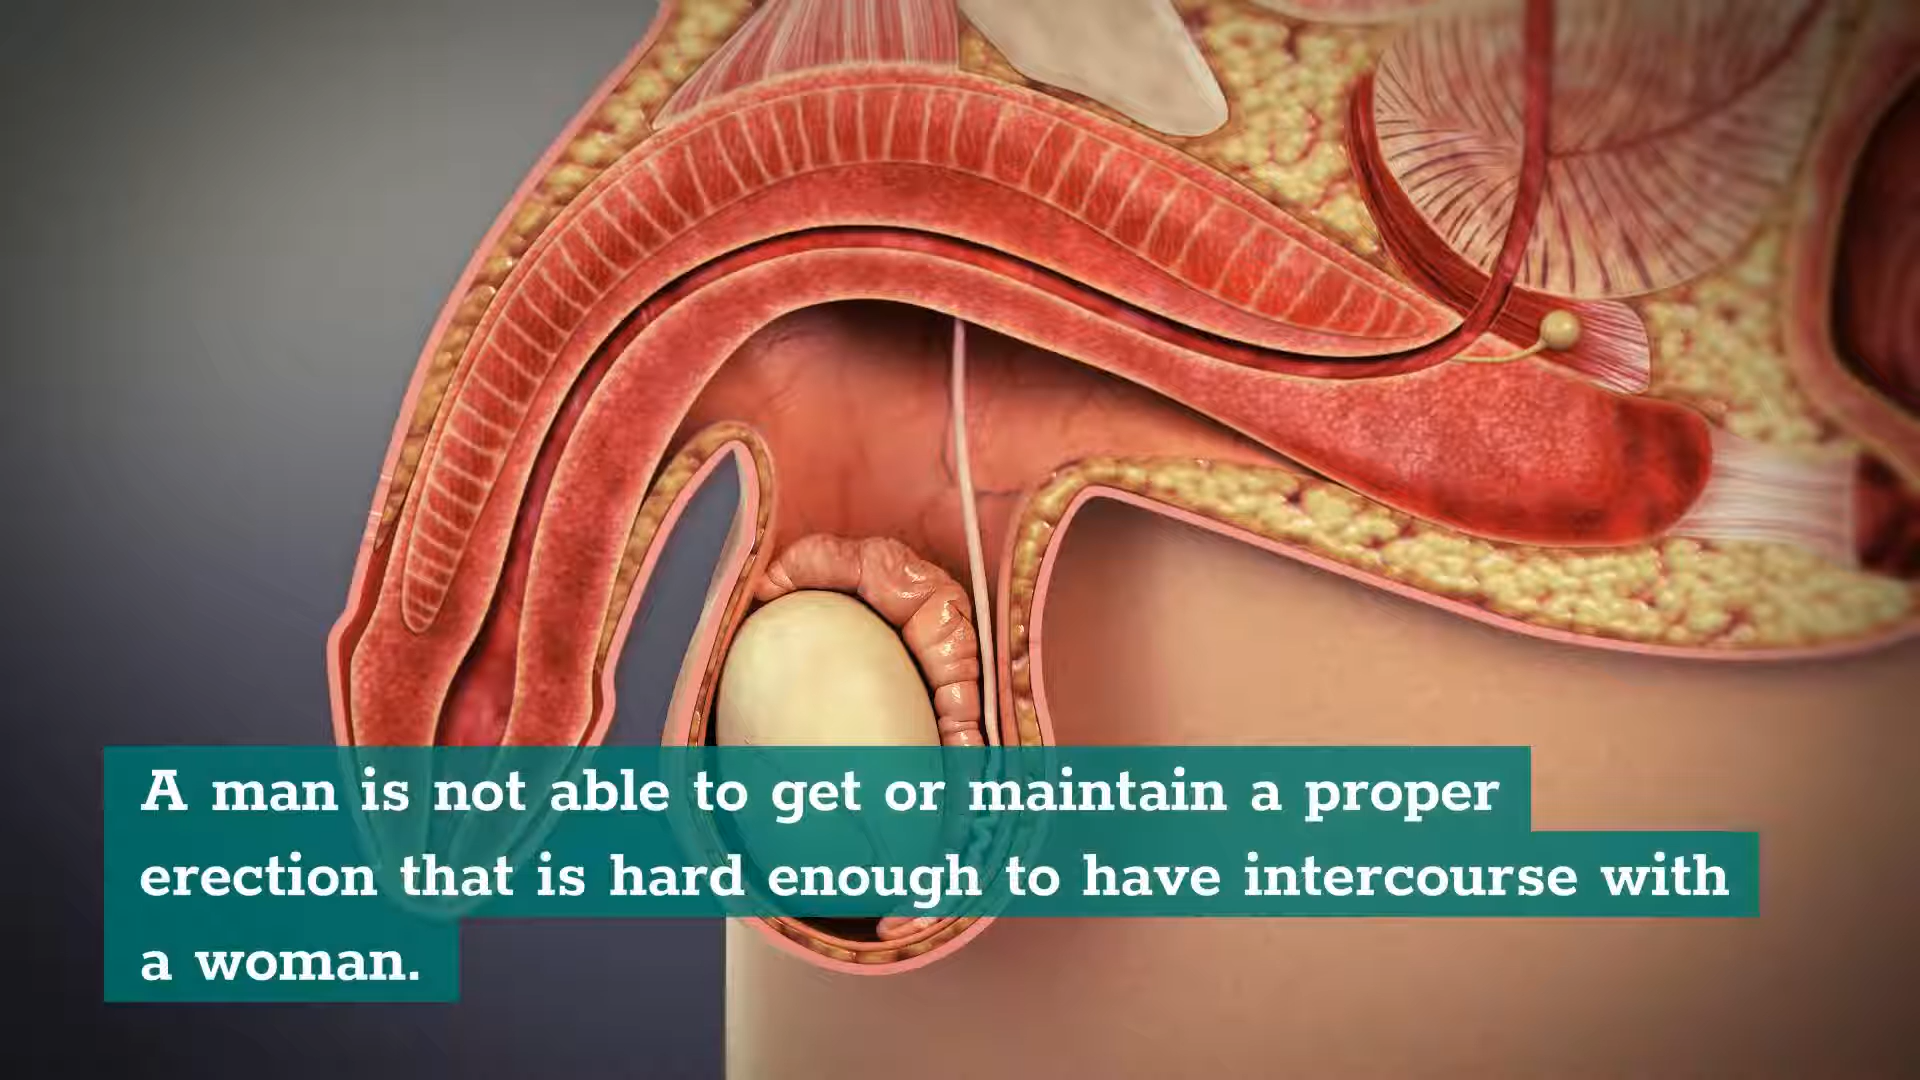 A man is not able to get or maintain a proper
erection that is hard enough to have intercourse with
a woman.